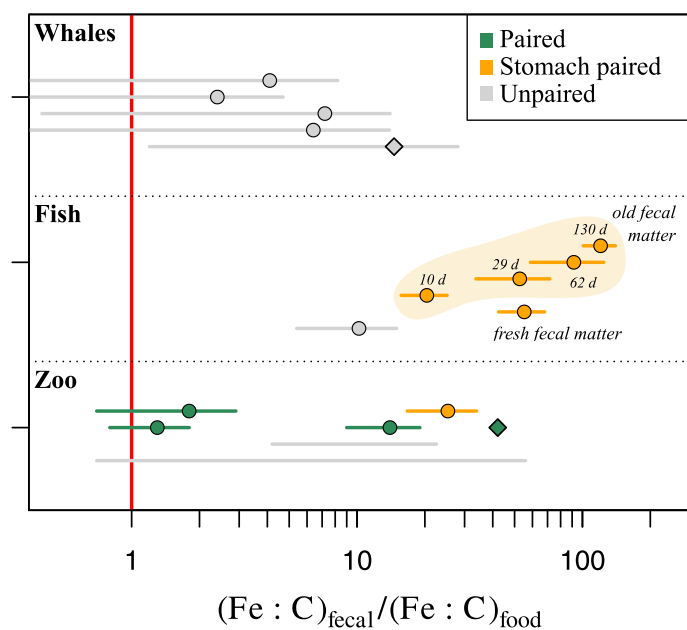 Whales
Paired
Stomach paired
Unpaired
Fish
old fecal
matter
130 d
29 d
10 d
62 d
fresh fecal matter
Zoo
1 10 100
(Fe : C)fecal/(Fe : C)food